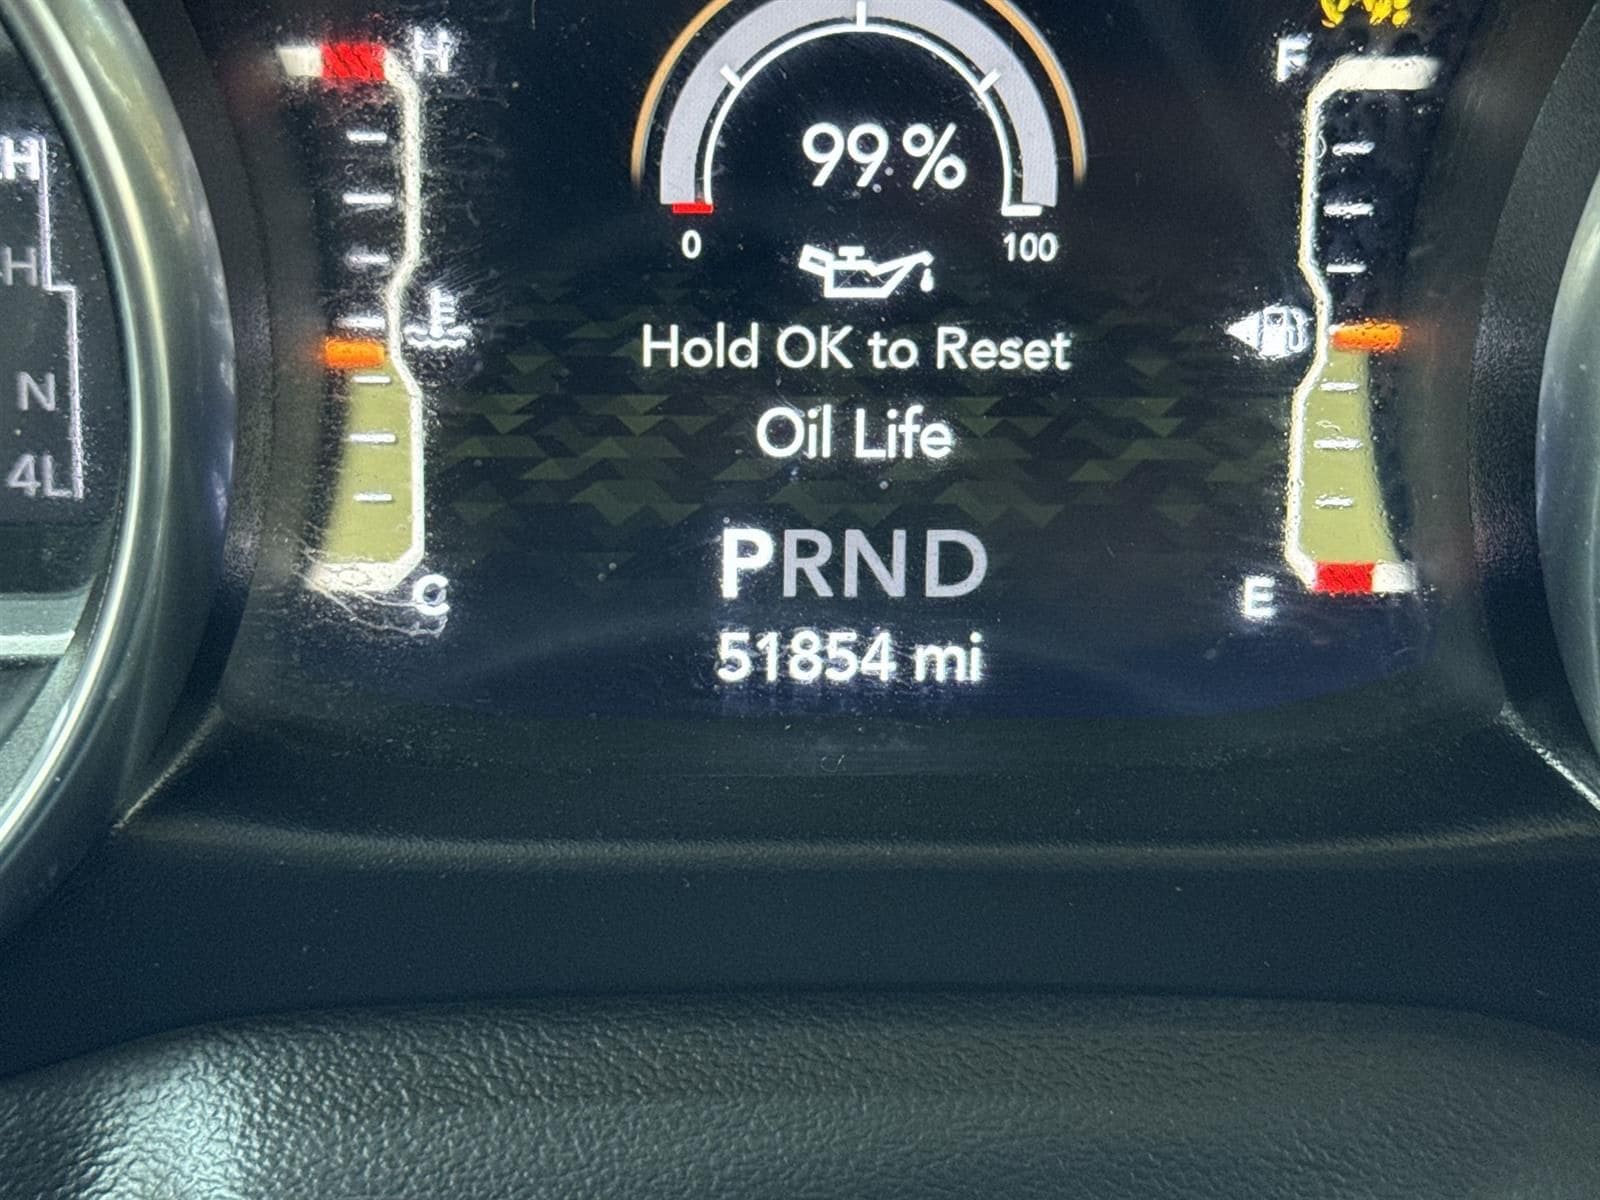 H
F
99%
0
100
H
H
Hold OK to Reset
N
Oil Life
4L
PRND
C
E
51854 mi